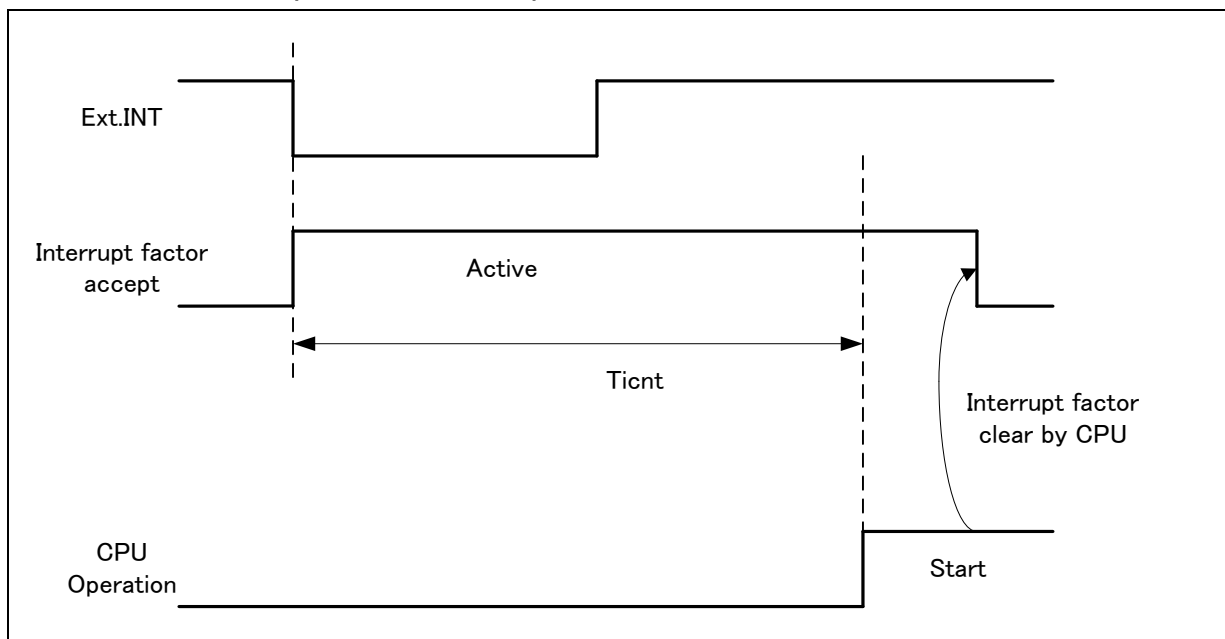 Ext.INT
Interrupt factor
accept
Active
Ticnt
Interrupt factor
clear by CPU
CPU
Operation
Start